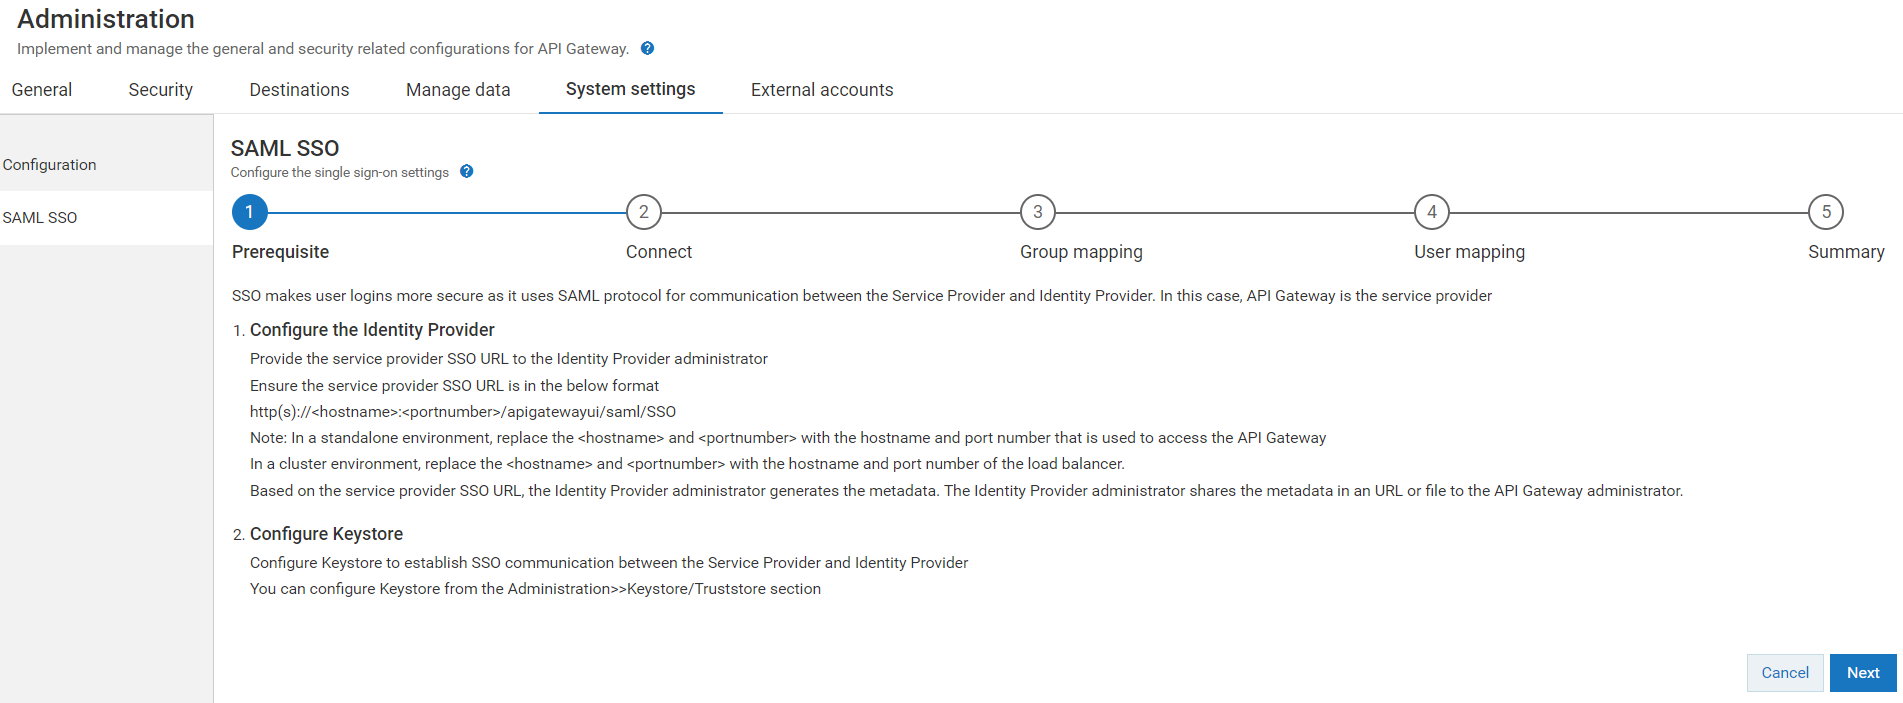 Administration
Implement and manage the general and security related configurations for API Gateway. ?
General Security Destinations Manage data System settings External accounts
Configuration
SAML SSO
SAML SSO
Configure the single sign-on settings ?
1 2 3 4 5
Prerequisite Connect Group mapping User mapping Summary
SSO makes user logins more secure as it uses SAML protocol for communication between the Service Provider and Identity Provider. In this case, API Gateway is the service provider
1. Configure the Identity Provider
Provide the service provider SSO URL to the Identity Provider administrator
Ensure the service provider SSO URL is in the below format
http(s)://<hostname>:<portnumber>/apigatewayui/saml/SSO
Note: In a standalone environment, replace the <hostname> and <portnumber> with the hostname and port number that is used to access the API Gateway
In a cluster environment, replace the <hostname> and <portnumber> with the hostname and port number of the load balancer.
Based on the service provider SSO URL, the Identity Provider administrator generates the metadata. The Identity Provider administrator shares the metadata in an URL or file to the API Gateway administrator.
2. Configure Keystore
Configure Keystore to establish SSO communication between the Service Provider and Identity Provider
You can configure Keystore from the Administration>>Keystore/Truststore section
Cancel Next